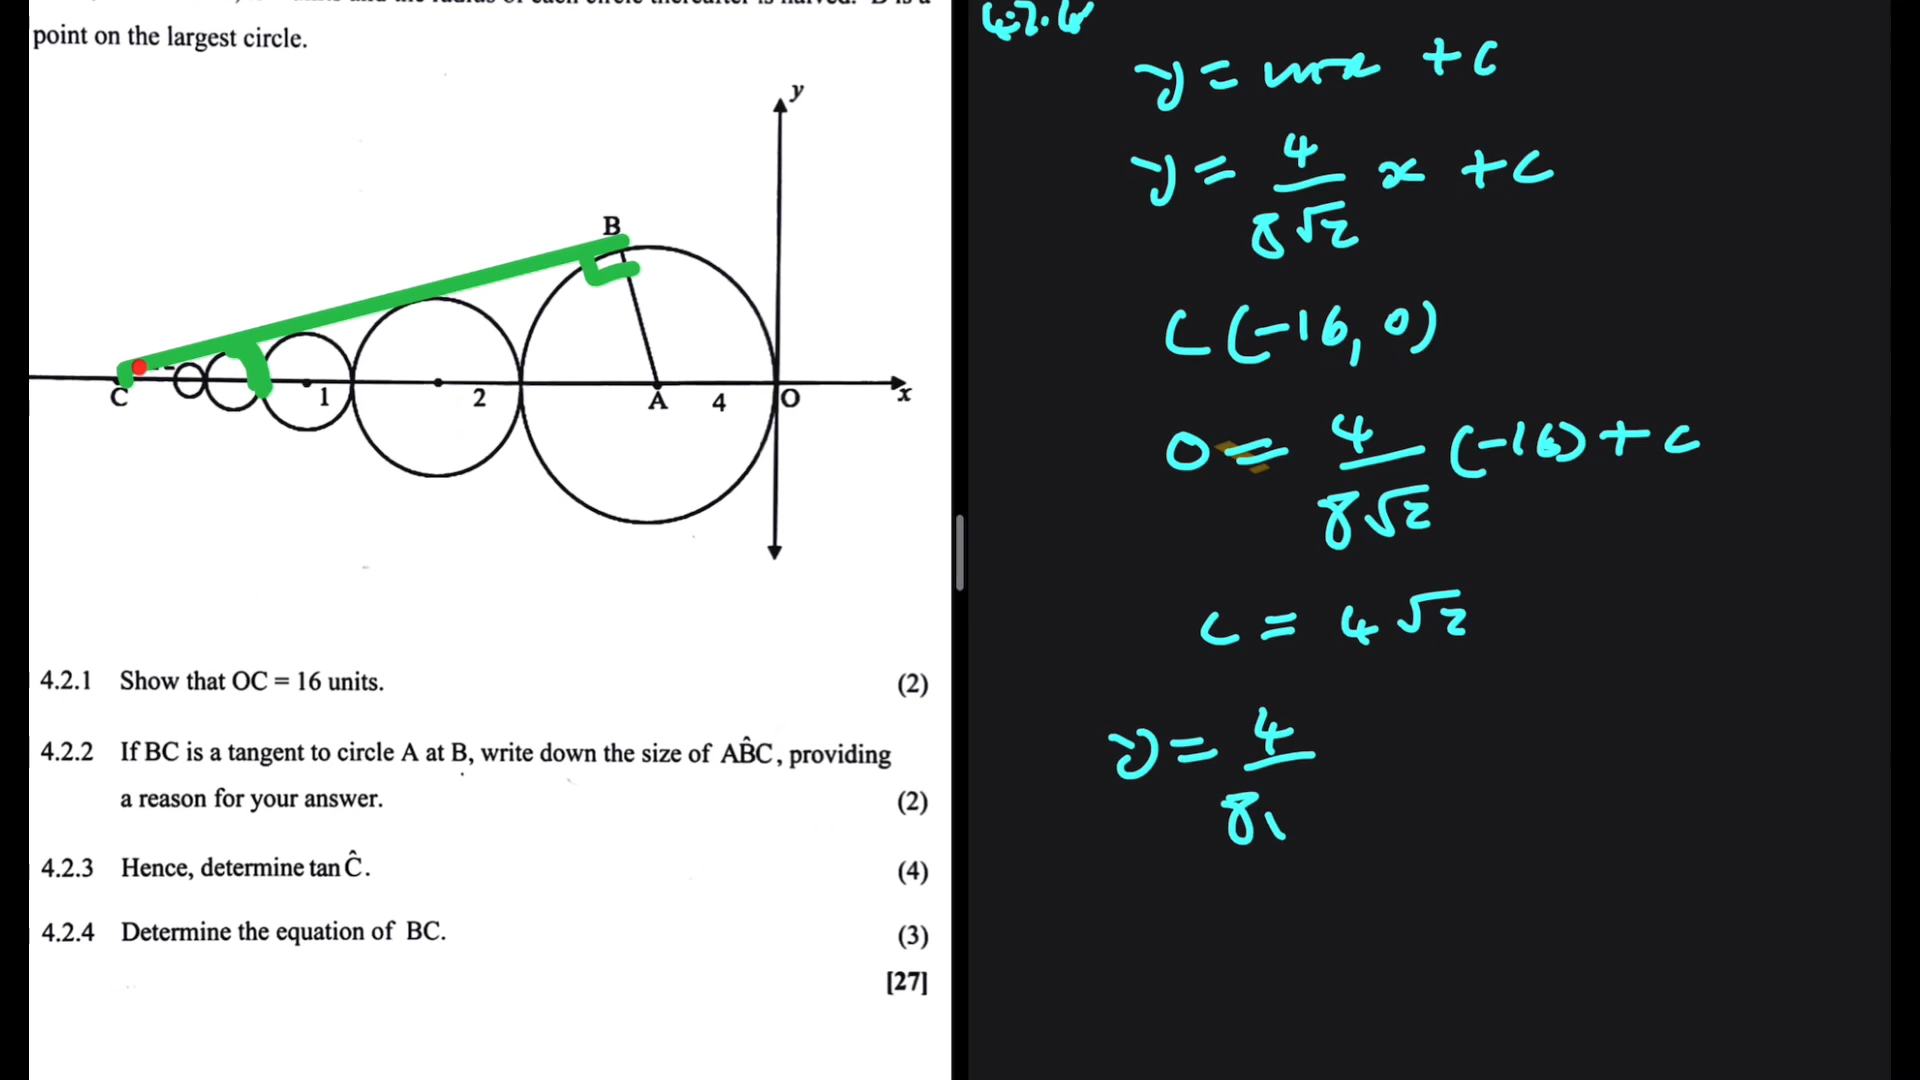 point on the largest circle.
y
B
C 1 2 A 4 O x
4.2.1 Show that OC = 16 units. (2)
4.2.2 If BC is a tangent to circle A at B, write down the size of AB̂C, providing
a reason for your answer. (2)
4.2.3 Hence, determine tan Ĉ. (4)
4.2.4 Determine the equation of BC. (3)
[27]
4.2.4
y = mx + c
y = 4/8√2 x + c
C (-16, 0)
0 = 4/8√2 (-16) + c
c = 4√2
y = 4/8